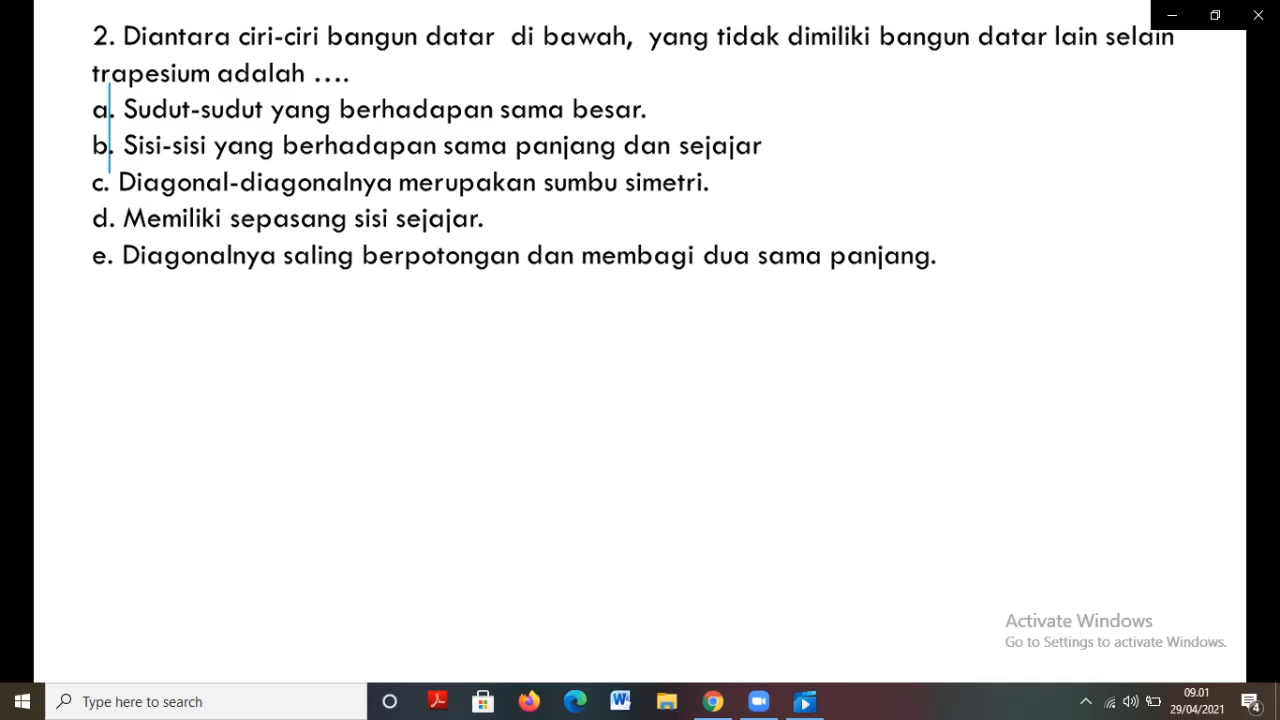 2. Diantara ciri-ciri bangun datar di bawah, yang tidak dimiliki bangun datar lain selain
trapesium adalah ....
a. Sudut-sudut yang berhadapan sama besar.
b. Sisi-sisi yang berhadapan sama panjang dan sejajar
c. Diagonal-diagonalnya merupakan sumbu simetri.
d. Memiliki sepasang sisi sejajar.
e. Diagonalnya saling berpotongan dan membagi dua sama panjang.
Activate Windows
Go to Settings to activate Windows.
Type here to search
09.01
29/04/2021
4